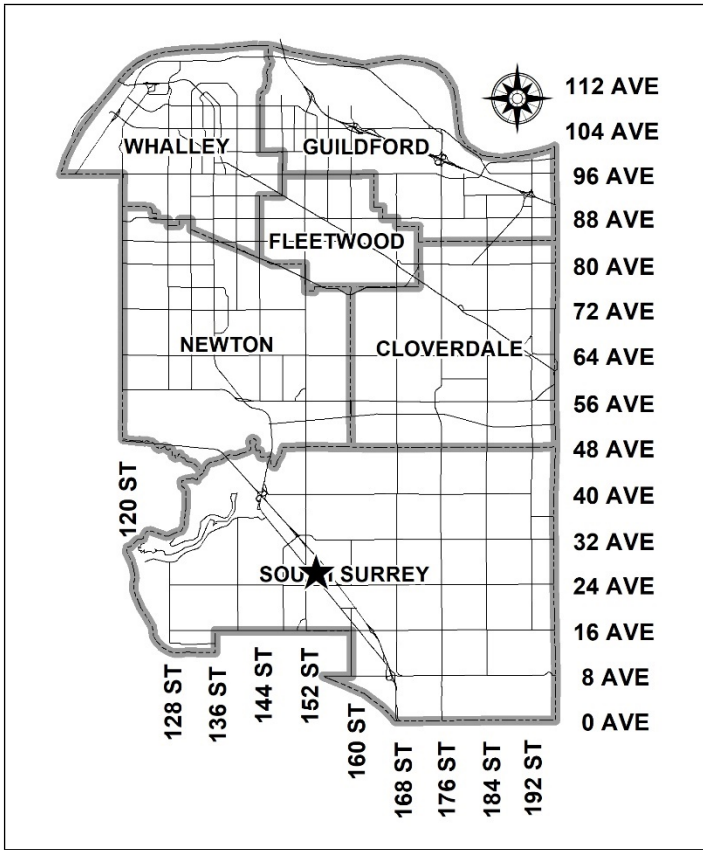 112 AVE
104 AVE
WHALLEY
GUILDFORD
96 AVE
88 AVE
FLEETWOOD
80 AVE
72 AVE
NEWTON
CLOVERDALE
64 AVE
56 AVE
48 AVE
120 ST
40 AVE
32 AVE
SOUTH SURREY
24 AVE
16 AVE
8 AVE
0 AVE
128 ST
136 ST
144 ST
152 ST
160 ST
168 ST
176 ST
184 ST
192 ST